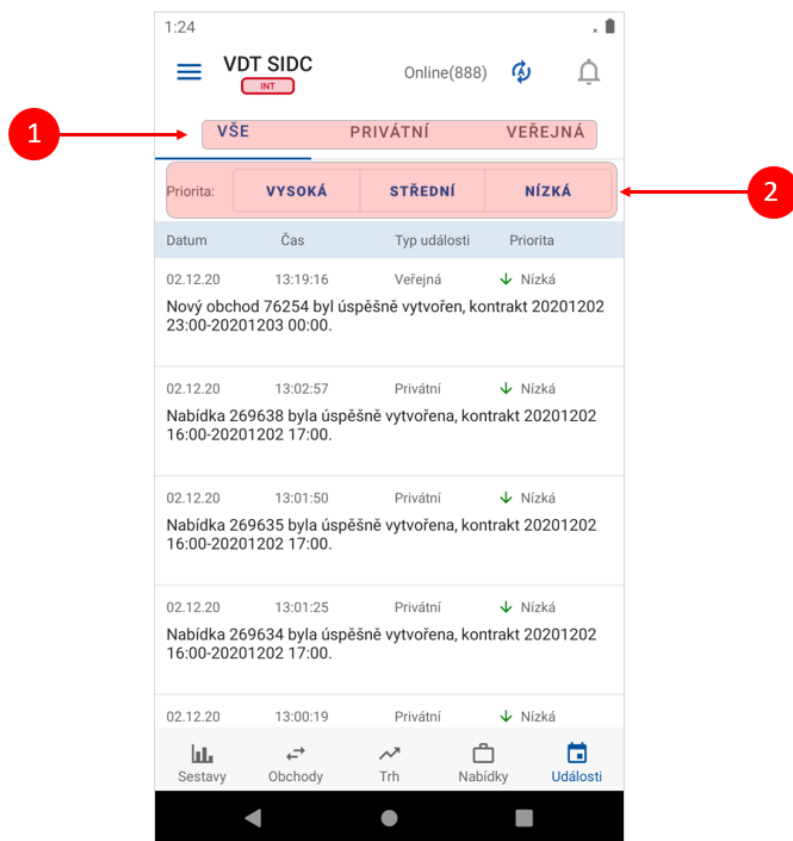 1:24
VDT SIDC
INT
Online(888)
1
VŠE PRIVÁTNÍ VEŘEJNÁ
Priorita: VYSOKÁ STŘEDNÍ NÍZKÁ
2
Datum Čas Typ události Priorita
02.12.20 13:19:16 Veřejná Nízká
Nový obchod 76254 byl úspěšně vytvořen, kontrakt 20201202
23:00-20201203 00:00.
02.12.20 13:02:57 Privátní Nízká
Nabídka 269638 byla úspěšně vytvořena, kontrakt 20201202
16:00-20201202 17:00.
02.12.20 13:01:50 Privátní Nízká
Nabídka 269635 byla úspěšně vytvořena, kontrakt 20201202
16:00-20201202 17:00.
02.12.20 13:01:25 Privátní Nízká
Nabídka 269634 byla úspěšně vytvořena, kontrakt 20201202
16:00-20201202 17:00.
02.12.20 13:00:19 Privátní Nízká
Sestavy Obchody Trh Nabídky Události